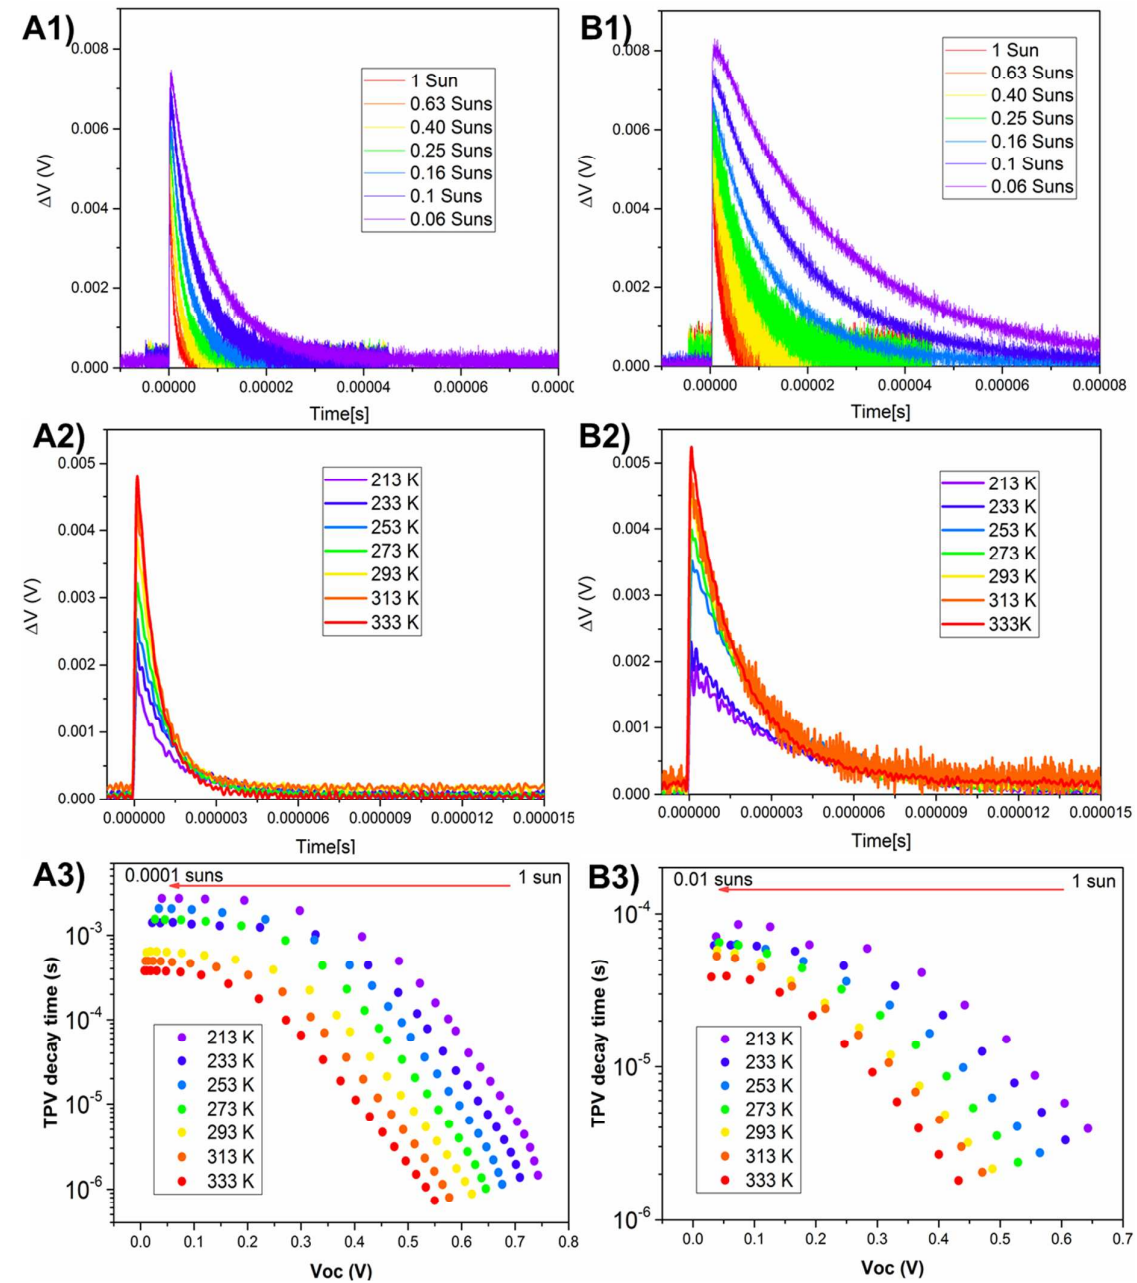 A1)
0.008
0.006
0.004
0.002
0.000
ΔV (V)
1 Sun
0.63 Suns
0.40 Suns
0.25 Suns
0.16 Suns
0.1 Suns
0.06 Suns
0.00000 0.00002 0.00004 0.00006
Time[s]
B1)
0.008
0.006
0.004
0.002
0.000
ΔV (V)
1 Sun
0.63 Suns
0.40 Suns
0.25 Suns
0.16 Suns
0.1 Suns
0.06 Suns
0.00000 0.00002 0.00004 0.00006 0.00008
Time[s]
A2)
0.005
0.004
0.003
0.002
0.001
0.000
ΔV (V)
213 K
233 K
253 K
273 K
293 K
313 K
333 K
0.000000 0.000003 0.000006 0.000009 0.000012 0.000015
Time[s]
B2)
0.005
0.004
0.003
0.002
0.001
0.000
ΔV (V)
213 K
233 K
253 K
273 K
293 K
313 K
333K
0.000000 0.000003 0.000006 0.000009 0.000012 0.000015
Time[s]
A3)
0.0001 suns 1 sun
10-3
10-4
10-5
10-6
TPV decay time (s)
213 K
233 K
253 K
273 K
293 K
313 K
333 K
0.0 0.1 0.2 0.3 0.4 0.5 0.6 0.7 0.8
Voc (V)
B3)
0.01 suns 1 sun
10-4
10-5
10-6
TPV decay time (s)
213 K
233 K
253 K
273 K
293 K
313 K
333 K
0.0 0.1 0.2 0.3 0.4 0.5 0.6 0.7
Voc (V)